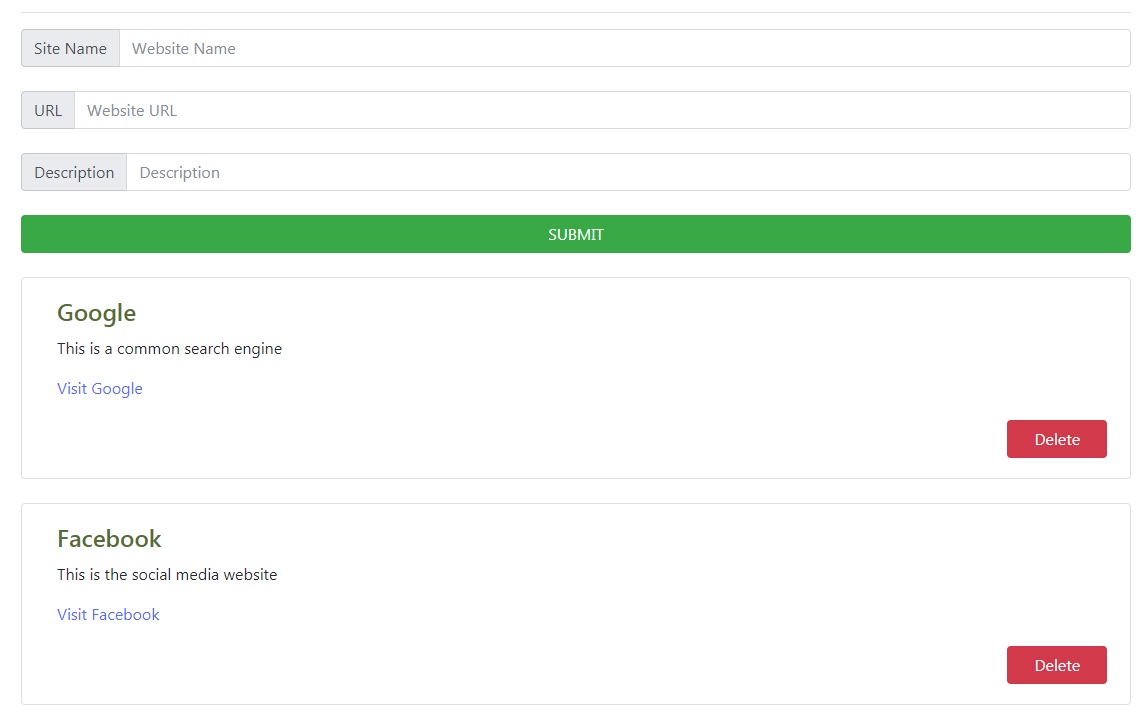 Site Name Website Name
URL Website URL
Description Description
SUBMIT
Google
This is a common search engine
Visit Google
Delete
Facebook
This is the social media website
Visit Facebook
Delete